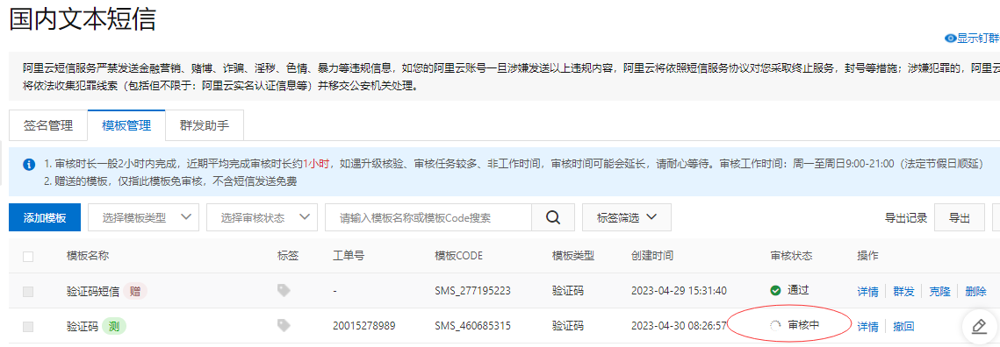 国内文本短信
显示钉群
阿里云短信服务严禁发送金融营销、赌博、诈骗、淫秽、色情、暴力等违规信息，如您的阿里云账号一旦涉嫌发送以上违规内容，阿里云将依照短信服务协议对您采取终止服务，封号等措施；涉嫌犯罪的，阿里云
将依法收集犯罪线索（包括但不限于：阿里云实名认证信息等）并移交公安机关处理。
签名管理 模板管理 群发助手
1. 审核时长一般2小时内完成，近期平均完成审核时长约1小时，如遇升级核验、审核任务较多、非工作时间，审核时间可能会延长，请耐心等待。审核工作时间：周一至周日9:00-21:00（法定节假日顺延）
2. 赠送的模板，仅指此模板免审核，不含短信发送免费
添加模板 选择模板类型 选择审核状态 请输入模板名称或模板Code搜索 标签筛选 导出记录 导出
模板名称 标签 工单号 模板CODE 模板类型 创建时间 审核状态 操作
验证码短信 赠 - SMS_277195223 验证码 2023-04-29 15:31:40 通过 详情 群发 克隆 删除
验证码 测 20015278989 SMS_460685315 验证码 2023-04-30 08:26:57 审核中 详情 撤回